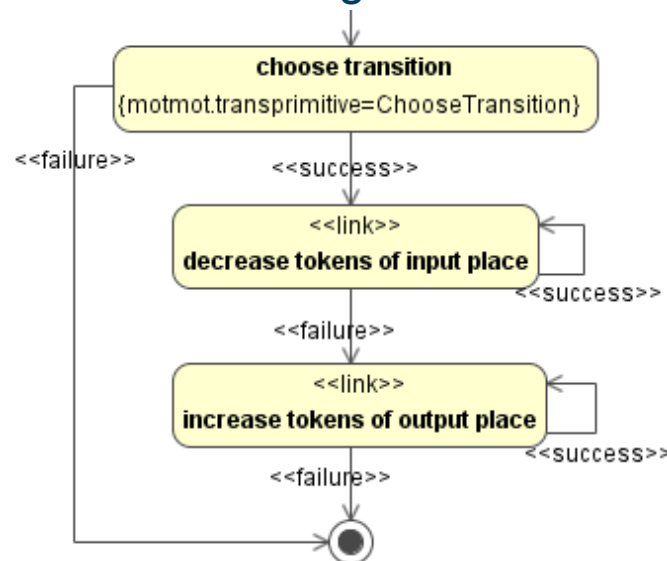 choose transition
{motmot.transprimitive=ChooseTransition}
<<failure>>
<<success>>
<<link>>
decrease tokens of input place
<<success>>
<<failure>>
<<link>>
increase tokens of output place
<<success>>
<<failure>>